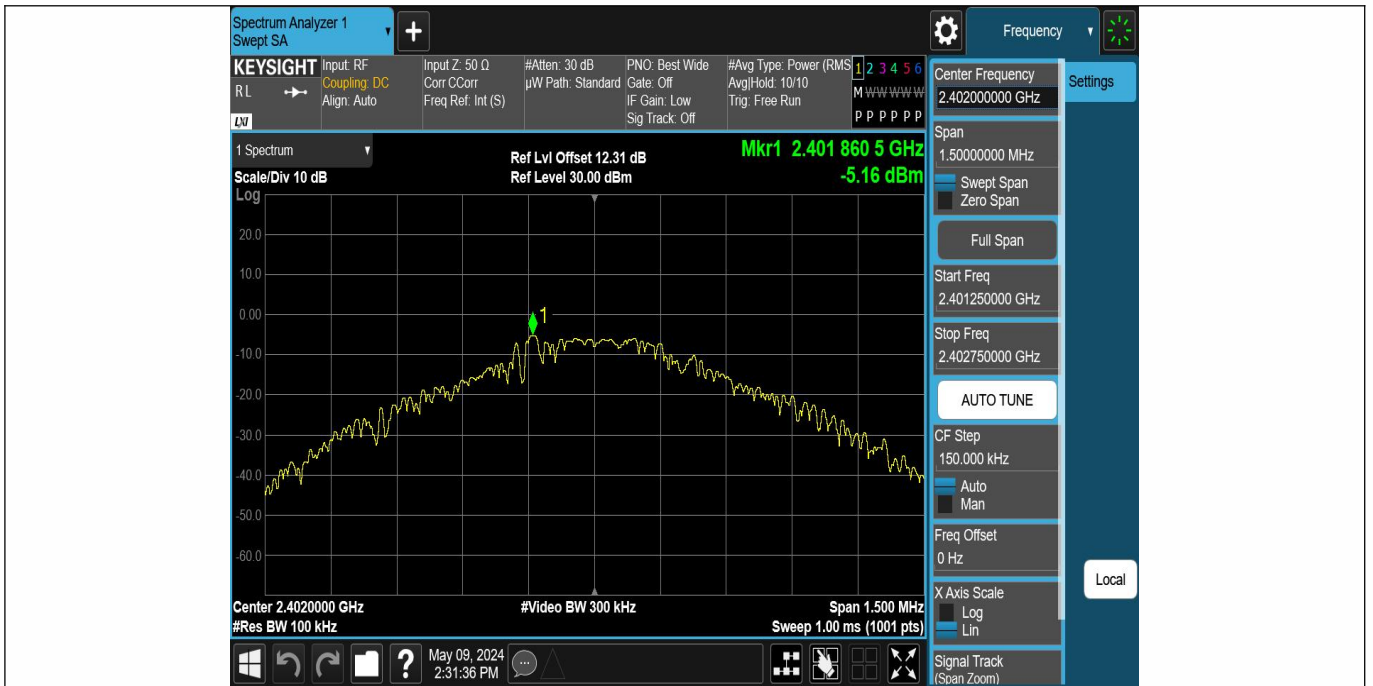 Spectrum Analyzer 1
Swept SA
+
Frequency
KEYSIGHT
RL
LXI
Input: RF
Coupling: DC
Align: Auto
Input Z: 50 Ω
Corr CCorr
Freq Ref: Int (S)
#Atten: 30 dB
µW Path: Standard
PNO: Best Wide
Gate: Off
IF Gain: Low
Sig Track: Off
#Avg Type: Power (RMS
Avg|Hold: 10/10
Trig: Free Run
1 2 3 4 5 6
M W W W W W
P P P P P P
1 Spectrum
Scale/Div 10 dB
Log
Ref Lvl Offset 12.31 dB
Ref Level 30.00 dBm
Mkr1 2.401 860 5 GHz
-5.16 dBm
20.0
10.0
0.00
-10.0
-20.0
-30.0
-40.0
-50.0
-60.0
1
Center 2.4020000 GHz
#Res BW 100 kHz
#Video BW 300 kHz
Span 1.500 MHz
Sweep 1.00 ms (1001 pts)
?
May 09, 2024
2:31:36 PM
Center Frequency
2.402000000 GHz
Settings
Span
1.50000000 MHz
Swept Span
Zero Span
Full Span
Start Freq
2.401250000 GHz
Stop Freq
2.402750000 GHz
AUTO TUNE
CF Step
150.000 kHz
Auto
Man
Freq Offset
0 Hz
Local
X Axis Scale
Log
Lin
Signal Track
(Span Zoom)